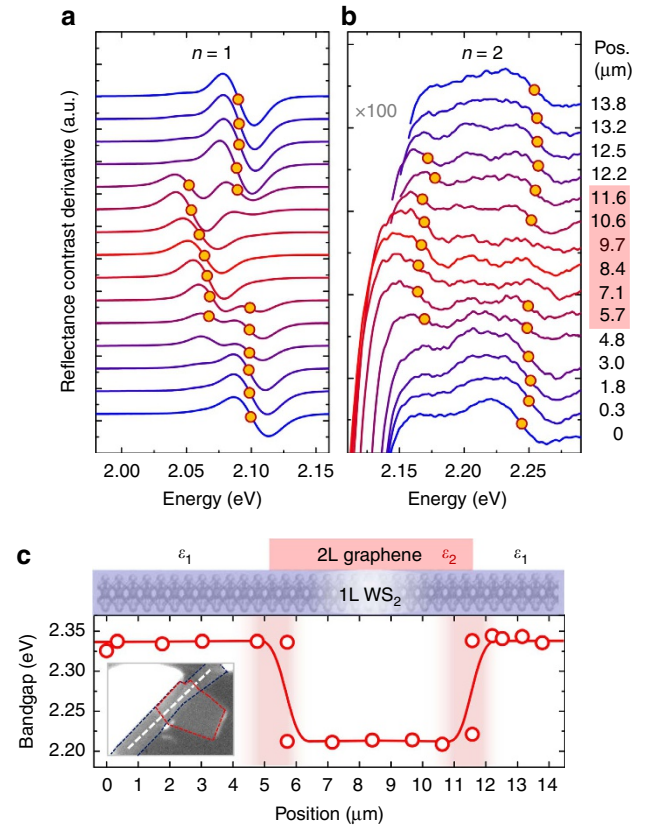 a
b
n = 1
n = 2
Pos.
(μm)
×100
13.8
13.2
12.5
12.2
11.6
10.6
9.7
8.4
7.1
5.7
4.8
3.0
1.8
0.3
0
Reflectance contrast derivative (a.u.)
2.00 2.05 2.10 2.15
2.15 2.20 2.25
Energy (eV)
Energy (eV)
c
ε₁ 2L graphene ε₂ ε₁
1L WS₂
Bandgap (eV)
2.35
2.30
2.25
2.20
0 1 2 3 4 5 6 7 8 9 10 11 12 13 14
Position (μm)